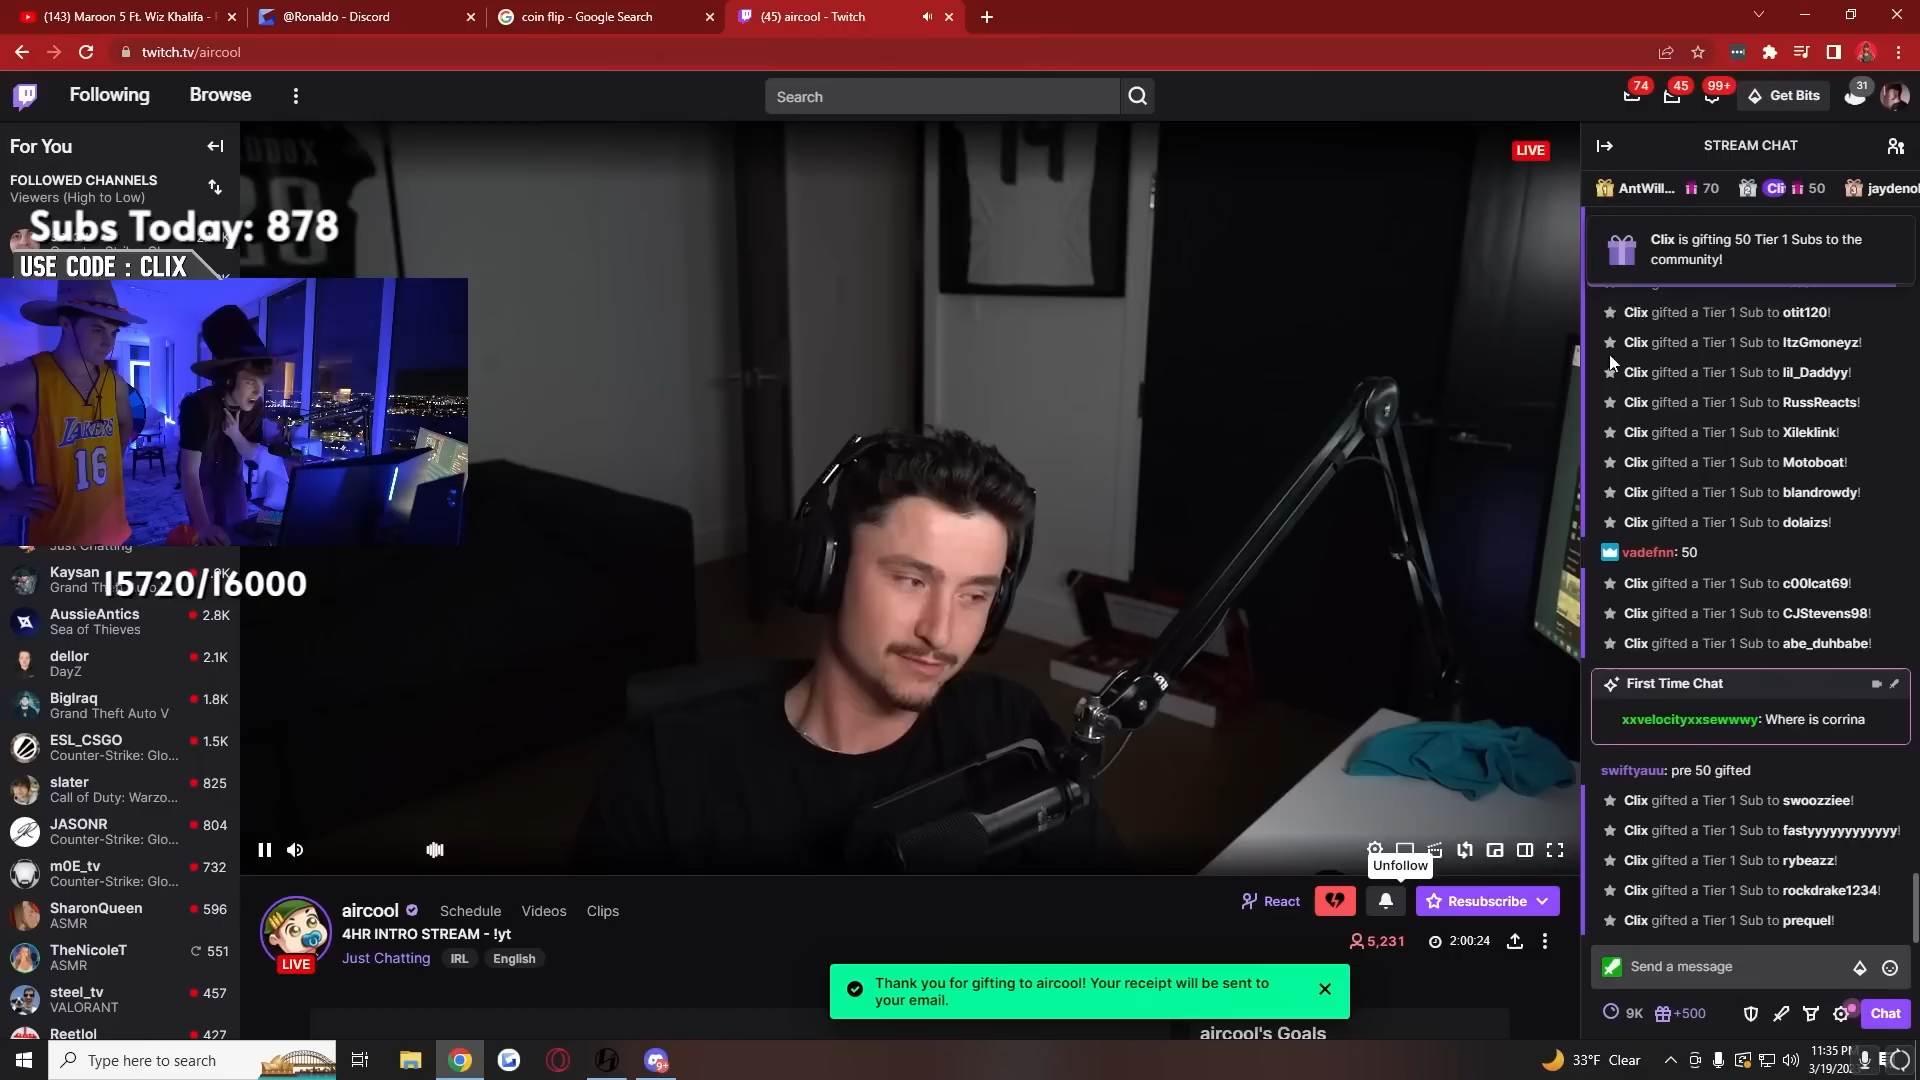 (143) Maroon 5 Ft. Wiz Khalifa -
@Ronaldo - Discord
coin flip - Google Search
(45) aircool - Twitch
twitch.tv/aircool
Following
Browse
Search
74
45
99+
Get Bits
31
For You
FOLLOWED CHANNELS
Viewers (High to Low)
Subs Today: 878
USE CODE : CLIX
LAKERS
16
Just Chatting
Kaysan
15720/16000
AussieAntics
2.8K
Sea of Thieves
dellor
2.1K
DayZ
BigIraq
1.8K
Grand Theft Auto V
ESL_CSGO
1.5K
Counter-Strike: Glo...
slater
825
Call of Duty: Warzo...
JASONR
804
Counter-Strike: Glo...
m0E_tv
732
Counter-Strike: Glo...
SharonQueen
596
ASMR
TheNicoleT
551
ASMR
steel_tv
457
VALORANT
Reetlol
427
14
LIVE
Unfollow
aircool
Schedule
Videos
Clips
React
Resubscribe
4HR INTRO STREAM - !yt
5,231
2:00:24
Just Chatting
IRL
English
LIVE
Thank you for gifting to aircool! Your receipt will be sent to
your email.
aircool's Goals
STREAM CHAT
1 AntWill... 70
2 Cli 50
3 jaydenol
Clix is gifting 50 Tier 1 Subs to the
community!
Clix gifted a Tier 1 Sub to otit120!
Clix gifted a Tier 1 Sub to ItzGmoneyz!
Clix gifted a Tier 1 Sub to lil_Daddyy!
Clix gifted a Tier 1 Sub to RussReacts!
Clix gifted a Tier 1 Sub to Xileklink!
Clix gifted a Tier 1 Sub to Motoboat!
Clix gifted a Tier 1 Sub to blandrowdy!
Clix gifted a Tier 1 Sub to dolaizs!
vadefnn: 50
Clix gifted a Tier 1 Sub to c00lcat69!
Clix gifted a Tier 1 Sub to CJStevens98!
Clix gifted a Tier 1 Sub to abe_duhbabe!
First Time Chat
xxvelocityxxsewwwy: Where is corrina
swiftyauu: pre 50 gifted
Clix gifted a Tier 1 Sub to swoozziee!
Clix gifted a Tier 1 Sub to fastyyyyyyyyyyyy!
Clix gifted a Tier 1 Sub to rybeazz!
Clix gifted a Tier 1 Sub to rockdrake1234!
Clix gifted a Tier 1 Sub to prequel!
Send a message
9K
+500
Chat
Type here to search
9+
33°F Clear
11:35 PM